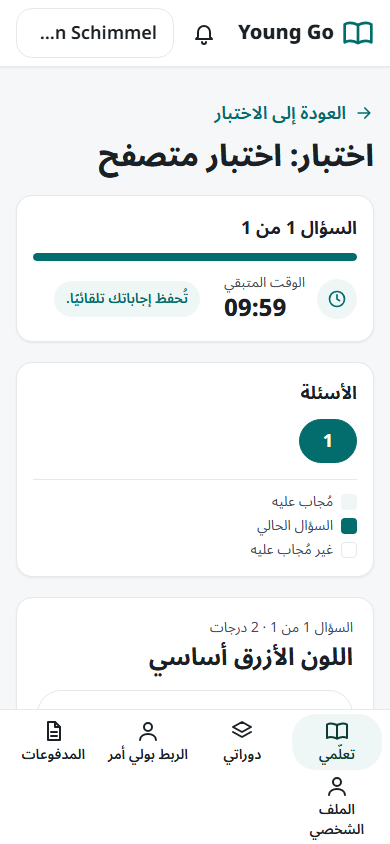 Young Go
...n Schimmel
العودة إلى الاختبار
اختبار: اختبار متصفح
السؤال 1 من 1
الوقت المتبقي
09:59
تُحفظ إجاباتك تلقائيًا.
الأسئلة
1
مُجاب عليه
السؤال الحالي
غير مُجاب عليه
السؤال 1 من 1 · 2 درجات
اللون الأزرق أساسي
تعلّمي
دوراتي
الربط بولي أمر
المدفوعات
الملف
الشخصي